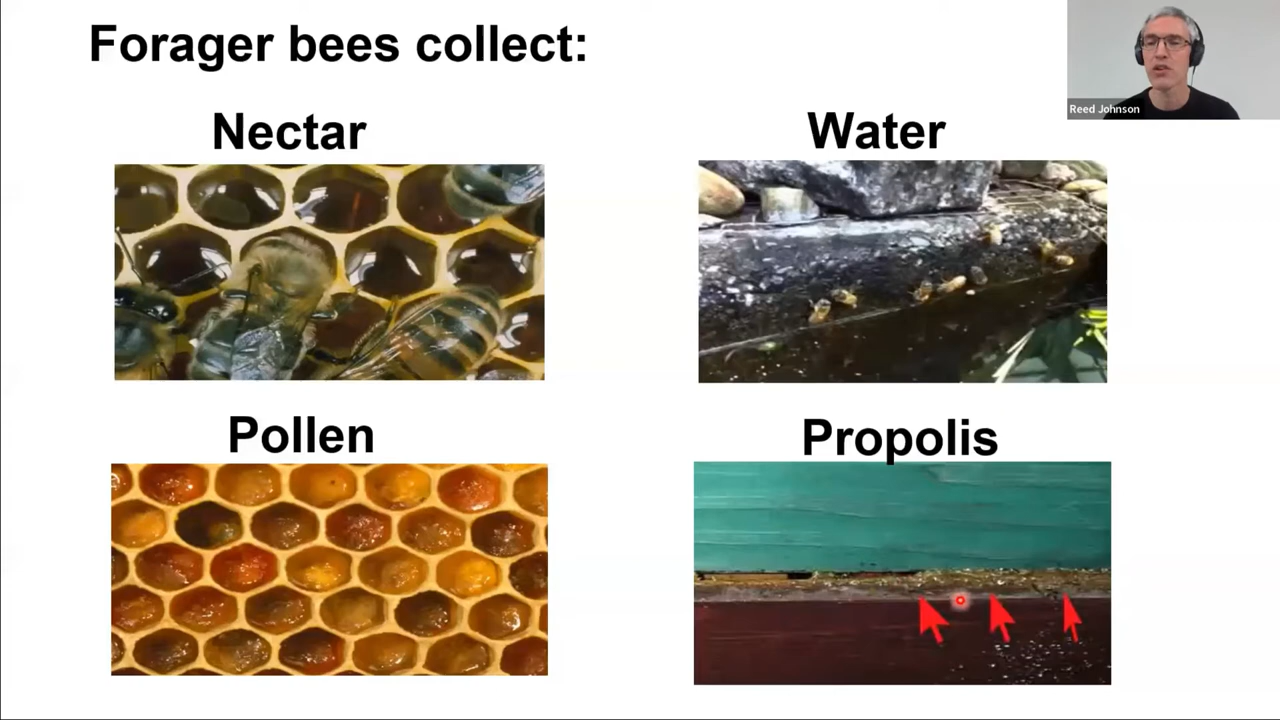 Forager bees collect:
Reed Johnson
Nectar
Water
Pollen
Propolis